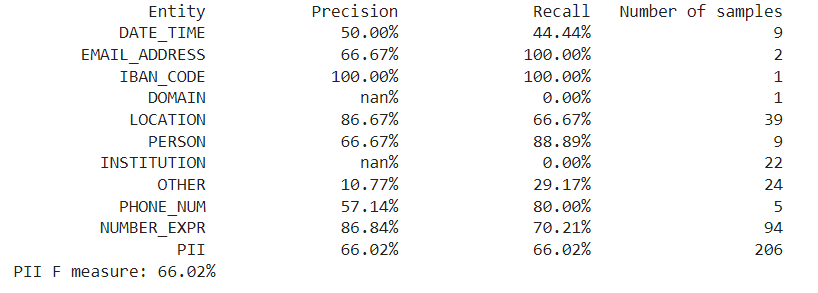 Entity Precision Recall Number of samples
DATE_TIME 50.00% 44.44% 9
EMAIL_ADDRESS 66.67% 100.00% 2
IBAN_CODE 100.00% 100.00% 1
DOMAIN nan% 0.00% 1
LOCATION 86.67% 66.67% 39
PERSON 66.67% 88.89% 9
INSTITUTION nan% 0.00% 22
OTHER 10.77% 29.17% 24
PHONE_NUM 57.14% 80.00% 5
NUMBER_EXPR 86.84% 70.21% 94
PII 66.02% 66.02% 206
PII F measure: 66.02%